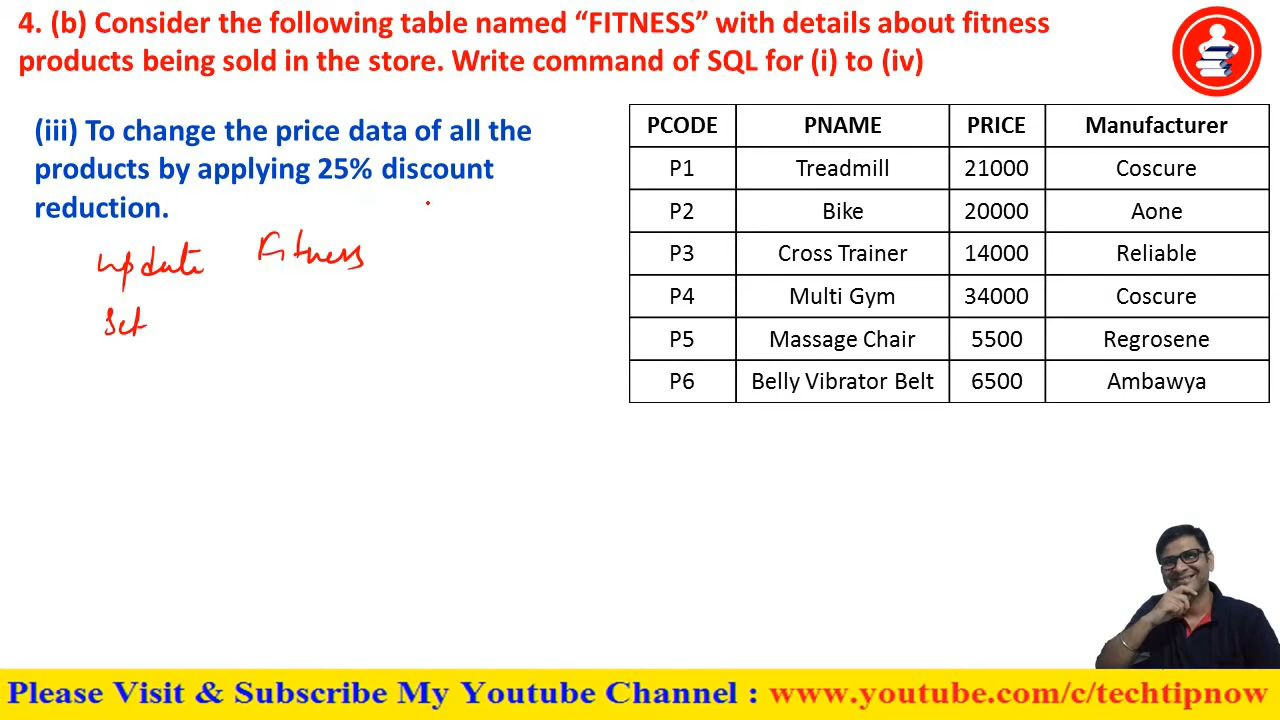 4. (b) Consider the following table named “FITNESS” with details about fitness
products being sold in the store. Write command of SQL for (i) to (iv)
(iii) To change the price data of all the
products by applying 25% discount
reduction.
update Fitness
Set
PCODE PNAME PRICE Manufacturer
P1 Treadmill 21000 Coscure
P2 Bike 20000 Aone
P3 Cross Trainer 14000 Reliable
P4 Multi Gym 34000 Coscure
P5 Massage Chair 5500 Regrosene
P6 Belly Vibrator Belt 6500 Ambawya
Please Visit & Subscribe My Youtube Channel : www.youtube.com/c/techtipnow